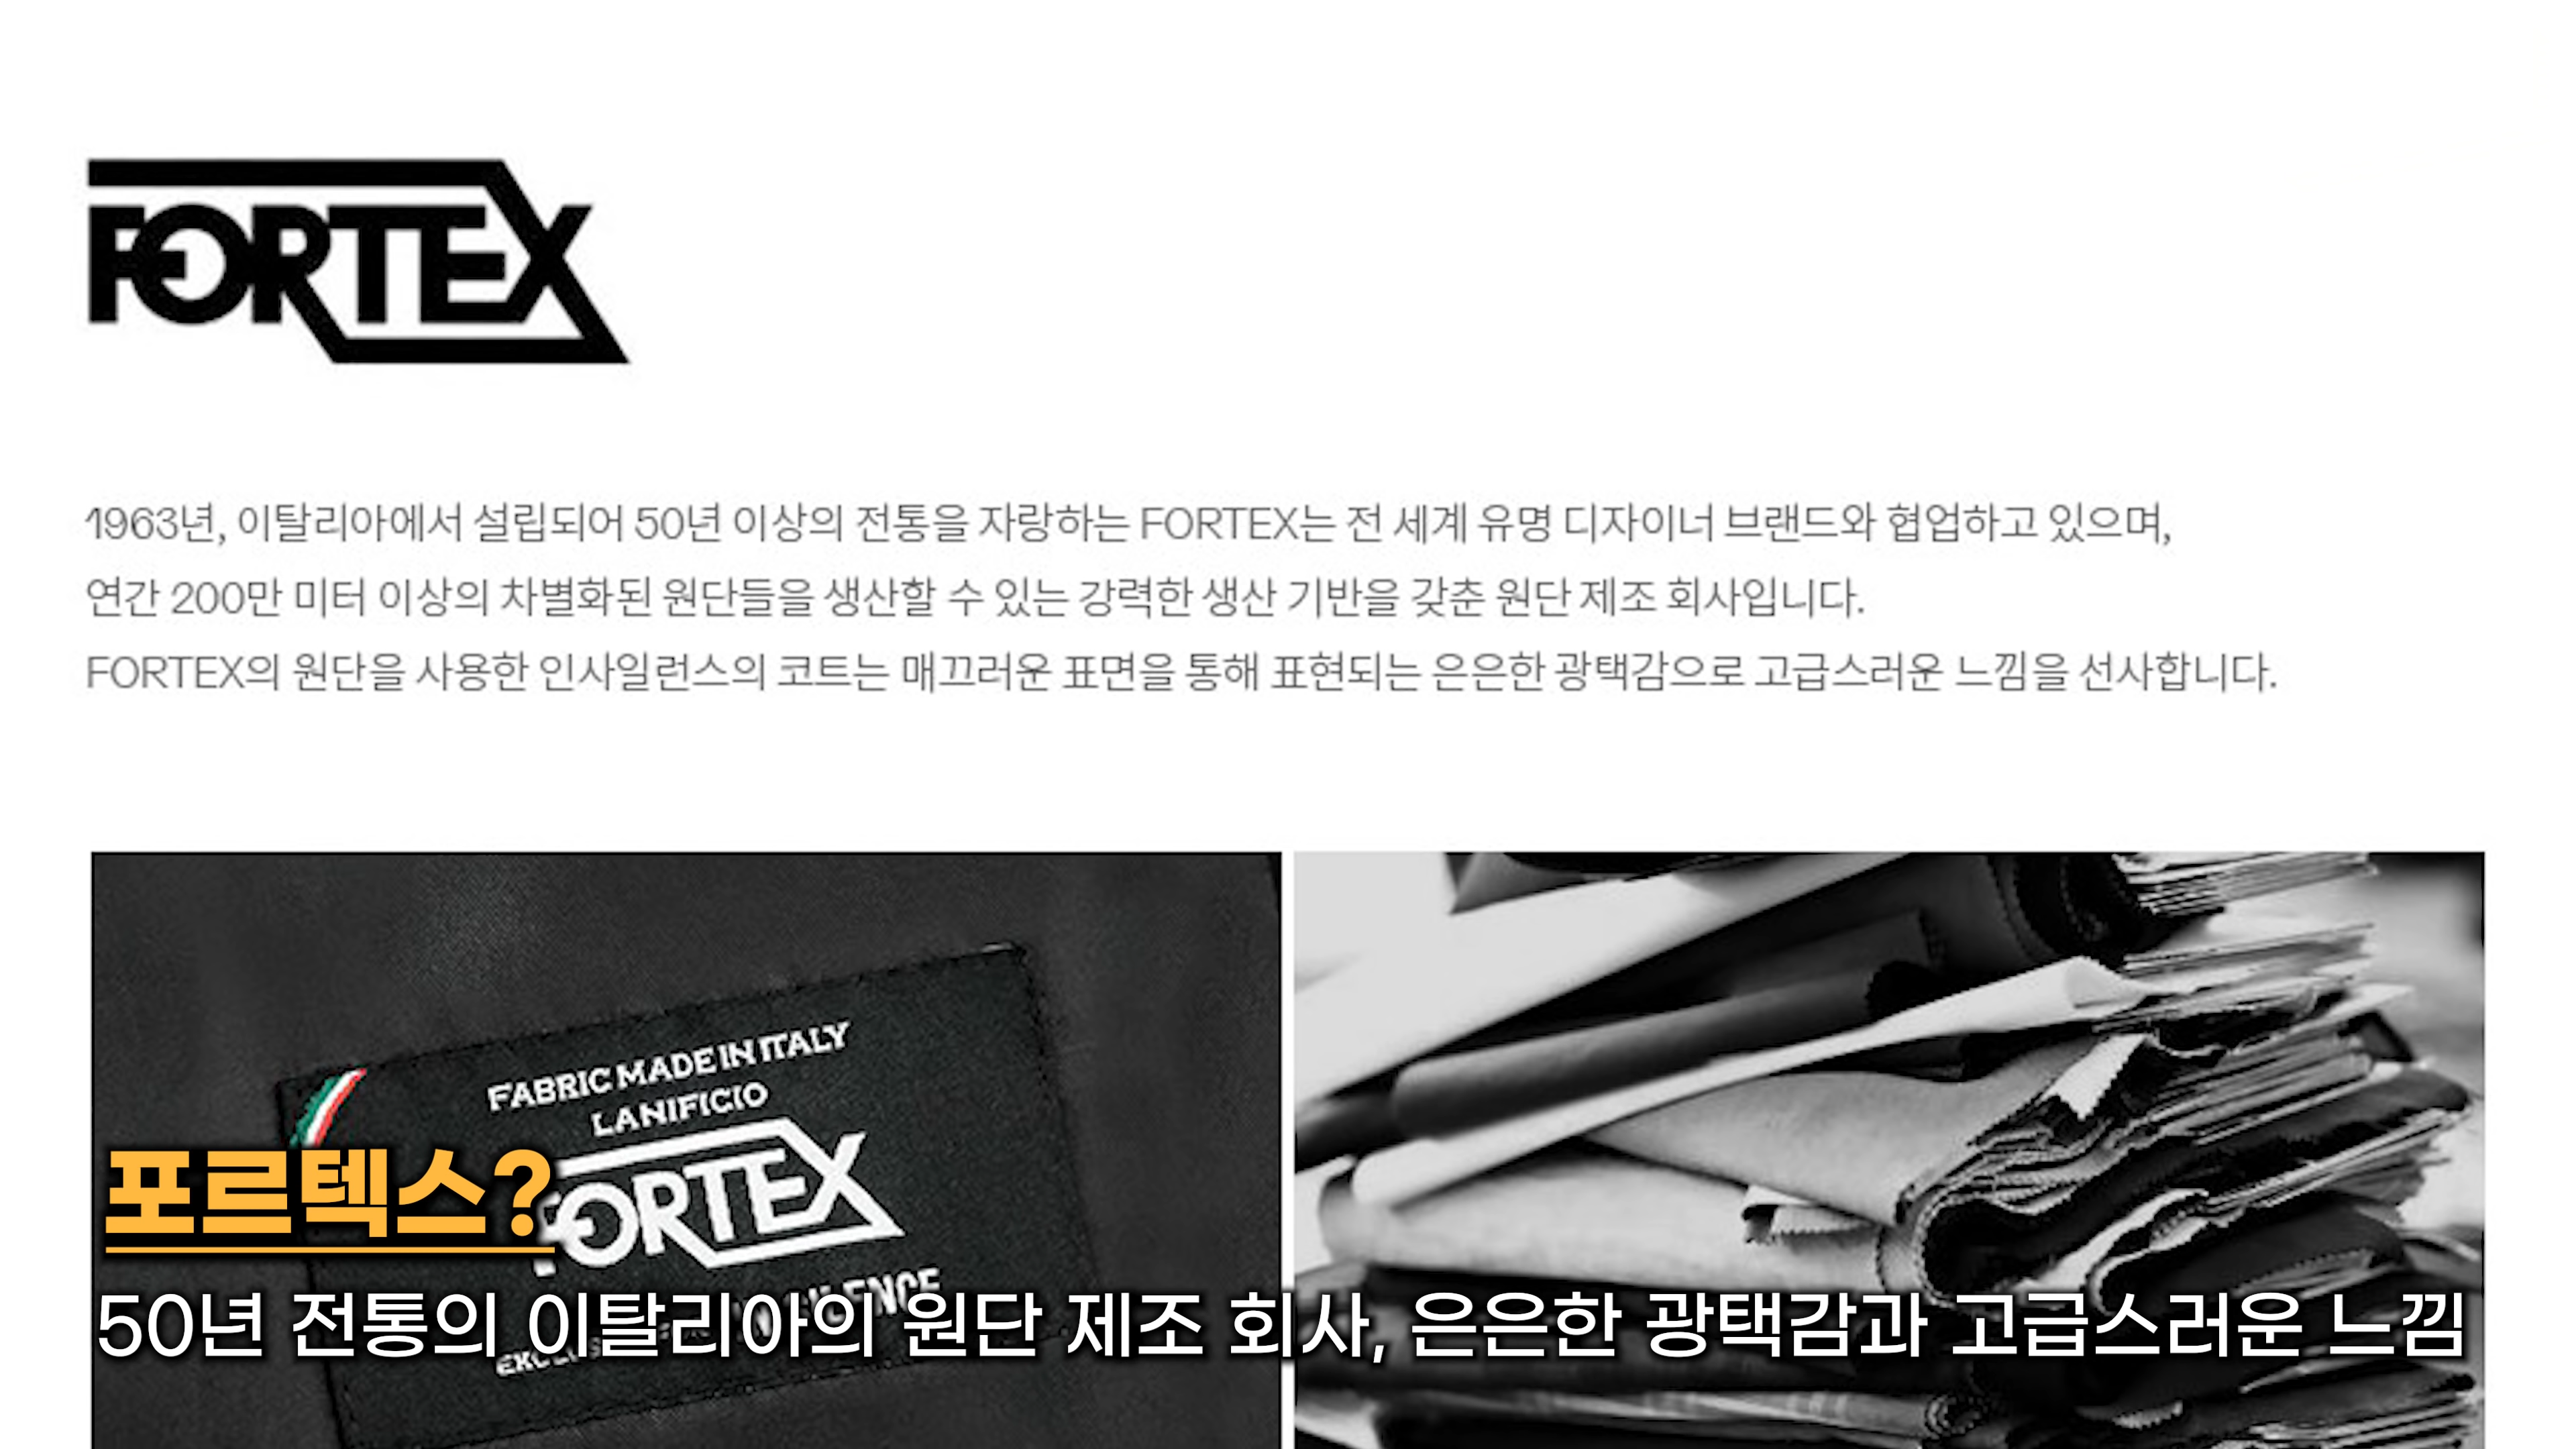 FORTEX
1963년, 이탈리아에서 설립되어 50년 이상의 전통을 자랑하는 FORTEX는 전 세계 유명 디자이너 브랜드와 협업하고 있으며,
연간 200만 미터 이상의 차별화된 원단들을 생산할 수 있는 강력한 생산 기반을 갖춘 원단 제조 회사입니다.
FORTEX의 원단을 사용한 인사일런스의 코트는 매끄러운 표면을 통해 표현되는 은은한 광택감으로 고급스러운 느낌을 선사합니다.
FABRIC MADE IN ITALY
LANIFICIO
FORTEX
포르텍스?
50년 전통의 이탈리아의 원단 제조 회사, 은은한 광택감과 고급스러운 느낌